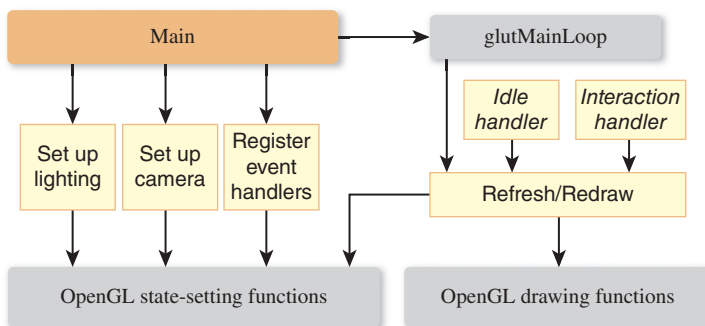 Main
glutMainLoop
Idle
handler
Interaction
handler
Set up
lighting
Set up
camera
Register
event
handlers
Refresh/Redraw
OpenGL state-setting functions
OpenGL drawing functions